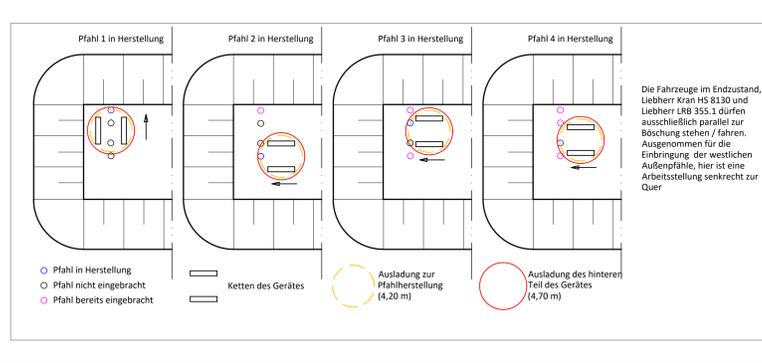 Pfahl 1 in Herstellung
Pfahl 2 in Herstellung
Pfahl 3 in Herstellung
Pfahl 4 in Herstellung
Die Fahrzeuge im Endzustand,
Liebherr Kran HS 8130 und
Liebherr LRB 355.1 dürfen
ausschließlich parallel zur
Böschung stehen / fahren.
Ausgenommen für die
Einbringung der westlichen
Außenpfähle, hier ist eine
Arbeitsstellung senkrecht zur
Quer
Pfahl in Herstellung
Pfahl nicht eingebracht
Pfahl bereits eingebracht
Ketten des Gerätes
Ausladung zur
Pfahlherstellung
(4,20 m)
Ausladung des hinteren
Teil des Gerätes
(4,70 m)